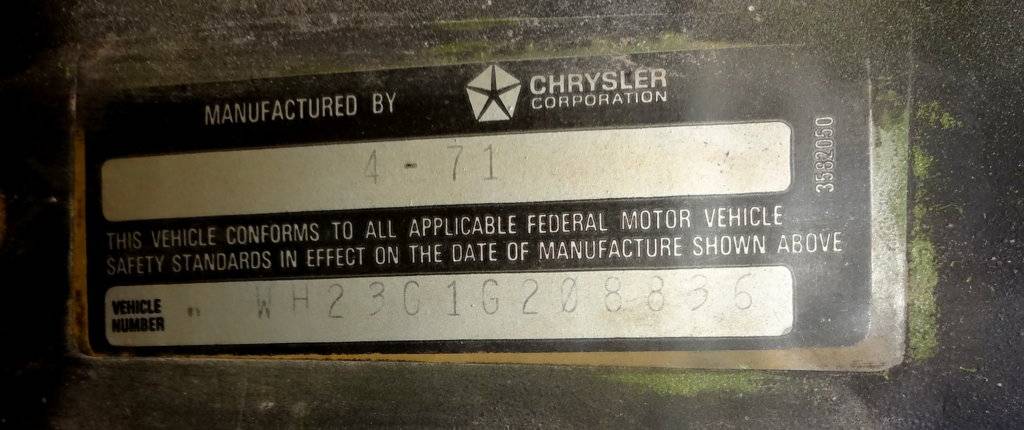 MANUFACTURED BY CHRYSLER CORPORATION
4-71
3582050
THIS VEHICLE CONFORMS TO ALL APPLICABLE FEDERAL MOTOR VEHICLE
SAFETY STANDARDS IN EFFECT ON THE DATE OF MANUFACTURE SHOWN ABOVE
VEHICLE NUMBER " WH23G1G208836